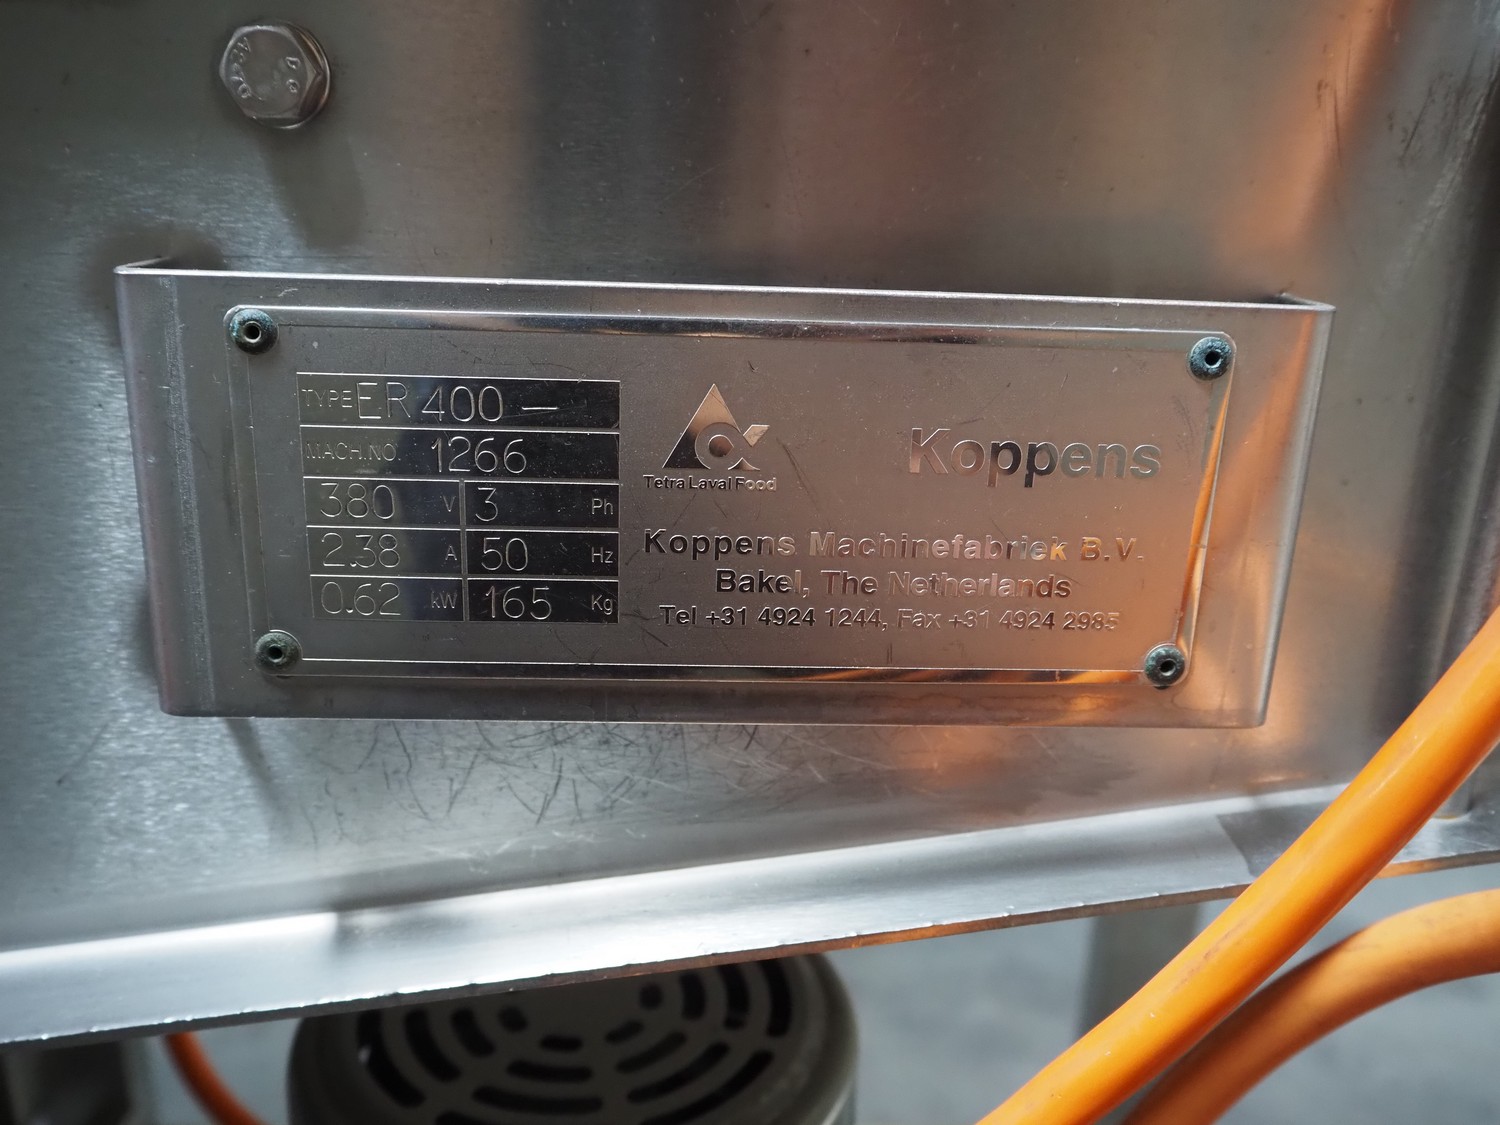 TYPE ER 400 -
MACH.NO. 1266
380 V 3 Ph
2.38 A 50 Hz
0.62 kW 165 Kg
Tetra Laval Food
Koppens
Koppens Machinefabriek B.V.
Bakel, The Netherlands
Tel +31 4924 1244, Fax +31 4924 2985